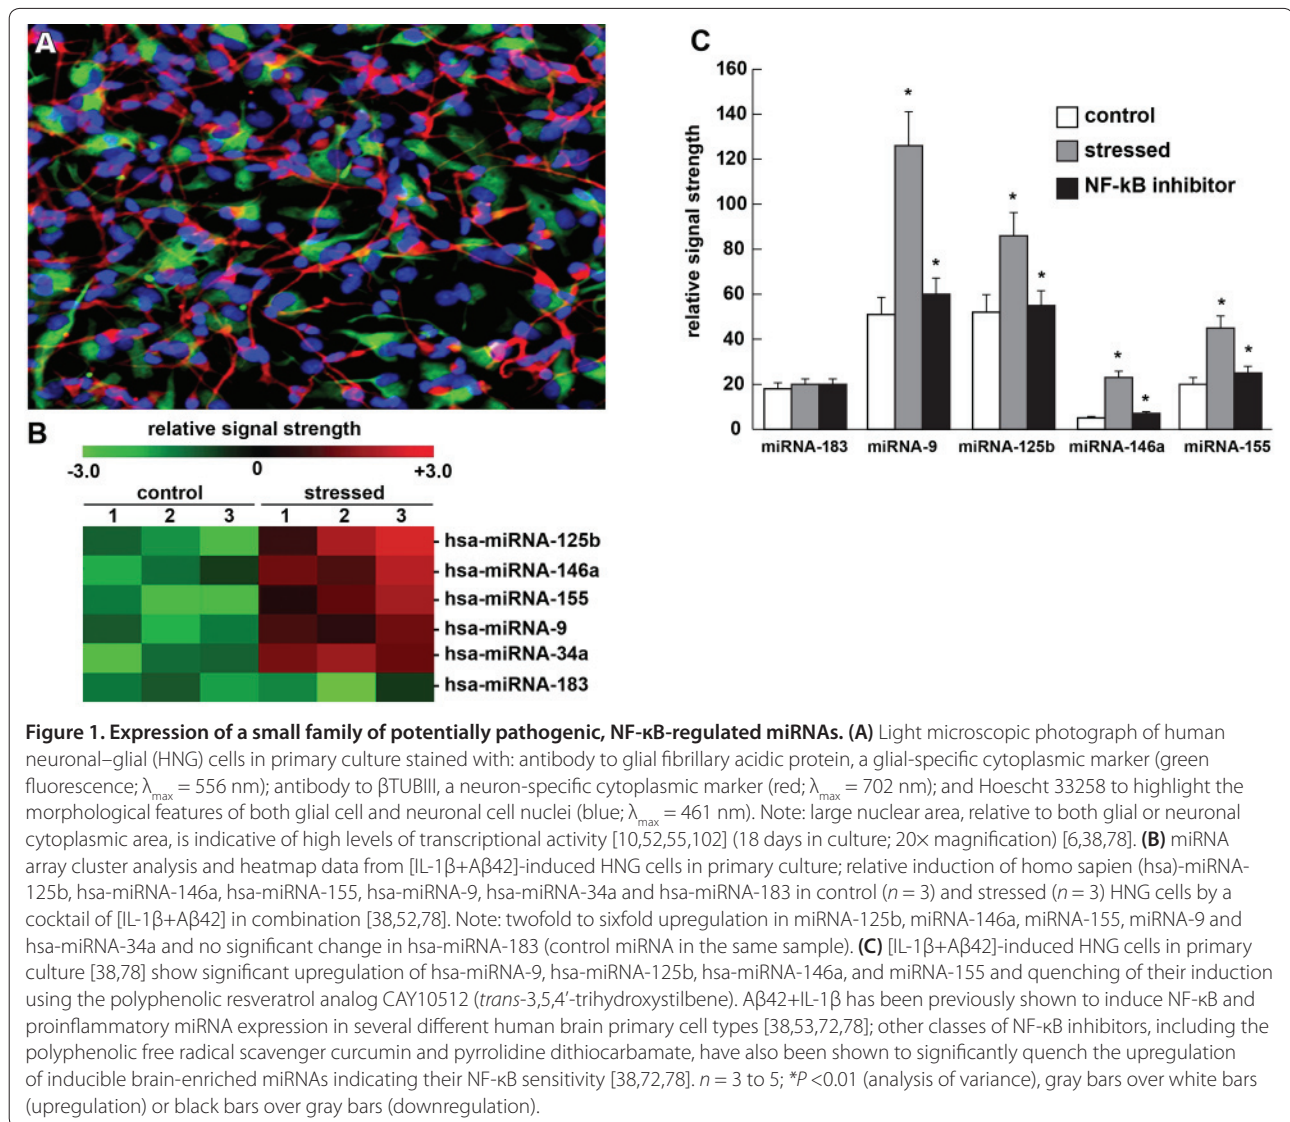 A
B
relative signal strength
-3.0 0 +3.0
control stressed
1 2 3 1 2 3
hsa-miRNA-125b
hsa-miRNA-146a
hsa-miRNA-155
hsa-miRNA-9
hsa-miRNA-34a
hsa-miRNA-183
C
relative signal strength
160
140
120
100
80
60
40
20
0
control
stressed
NF-kB inhibitor
* * * * * * * *
miRNA-183 miRNA-9 miRNA-125b miRNA-146a miRNA-155
Figure 1. Expression of a small family of potentially pathogenic, NF-κB-regulated miRNAs. (A) Light microscopic photograph of human
neuronal–glial (HNG) cells in primary culture stained with: antibody to glial fibrillary acidic protein, a glial-specific cytoplasmic marker (green
fluorescence; λmax = 556 nm); antibody to βTUBIII, a neuron-specific cytoplasmic marker (red; λmax = 702 nm); and Hoescht 33258 to highlight the
morphological features of both glial cell and neuronal cell nuclei (blue; λmax = 461 nm). Note: large nuclear area, relative to both glial or neuronal
cytoplasmic area, is indicative of high levels of transcriptional activity [10,52,55,102] (18 days in culture; 20× magnification) [6,38,78]. (B) miRNA
array cluster analysis and heatmap data from [IL-1β+Aβ42]-induced HNG cells in primary culture; relative induction of homo sapien (hsa)-miRNA-
125b, hsa-miRNA-146a, hsa-miRNA-155, hsa-miRNA-9, hsa-miRNA-34a and hsa-miRNA-183 in control (n = 3) and stressed (n = 3) HNG cells by a
cocktail of [IL-1β+Aβ42] in combination [38,52,78]. Note: twofold to sixfold upregulation in miRNA-125b, miRNA-146a, miRNA-155, miRNA-9 and
hsa-miRNA-34a and no significant change in hsa-miRNA-183 (control miRNA in the same sample). (C) [IL-1β+Aβ42]-induced HNG cells in primary
culture [38,78] show significant upregulation of hsa-miRNA-9, hsa-miRNA-125b, hsa-miRNA-146a, and miRNA-155 and quenching of their induction
using the polyphenolic resveratrol analog CAY10512 (trans-3,5,4′-trihydroxystilbene). Aβ42+IL-1β has been previously shown to induce NF-κB and
proinflammatory miRNA expression in several different human brain primary cell types [38,53,72,78]; other classes of NF-κB inhibitors, including the
polyphenolic free radical scavenger curcumin and pyrrolidine dithiocarbamate, have also been shown to significantly quench the upregulation
of inducible brain-enriched miRNAs indicating their NF-κB sensitivity [38,72,78]. n = 3 to 5; *P <0.01 (analysis of variance), gray bars over white bars
(upregulation) or black bars over gray bars (downregulation).